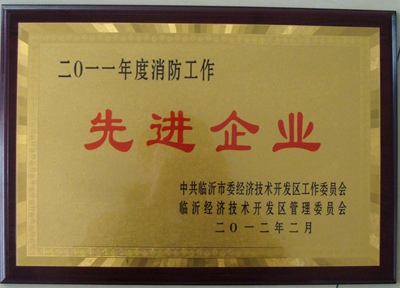 二〇一一年度消防工作
先进企业
中共临沂市委经济技术开发区工作委员会
临沂经济技术开发区管理委员会
二〇一二年二月